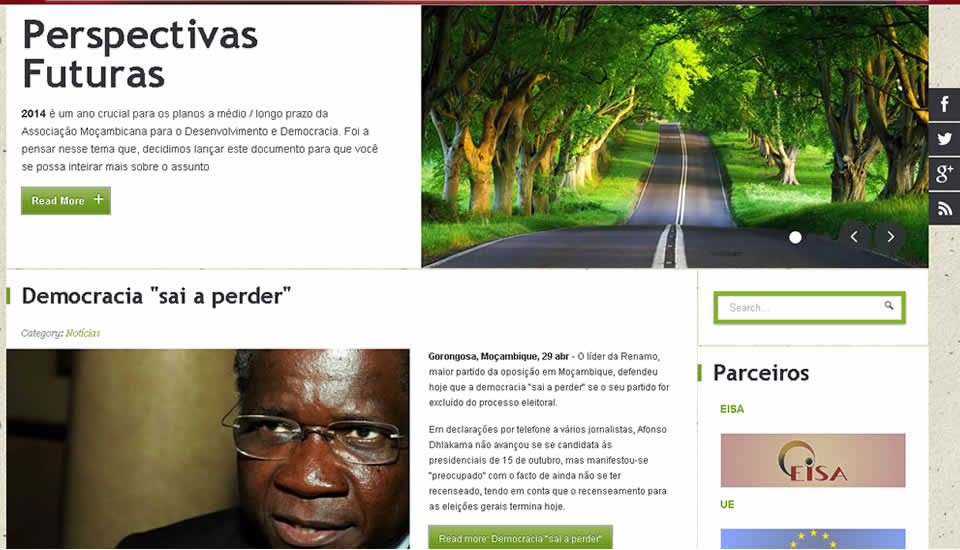 Perspectivas
Futuras
2014 é um ano crucial para os planos a médio / longo prazo da
Associação Moçambicana para o Desenvolvimento e Democracia. Foi a
pensar nesse tema que, decidimos lançar este documento para que você
se possa inteirar mais sobre o assunto
Read More +
Democracia "sai a perder"
Category: Notícias
Gorongosa, Moçambique, 29 abr - O líder da Renamo,
maior partido da oposição em Moçambique, defendeu
hoje que a democracia "sai a perder" se o seu partido for
excluído do processo eleitoral.
Em declarações por telefone a vários jornalistas, Afonso
Dhlakama não avançou se se candidata ás
presidenciais de 15 de outubro, mas manifestou-se
"preocupado" com o facto de ainda não se ter
recenseado, tendo em conta que o recenseamento para
as eleições gerais termina hoje.
Read more: Democracia "sai a perder"
Search...
Parceiros
EISA
EISA
UE